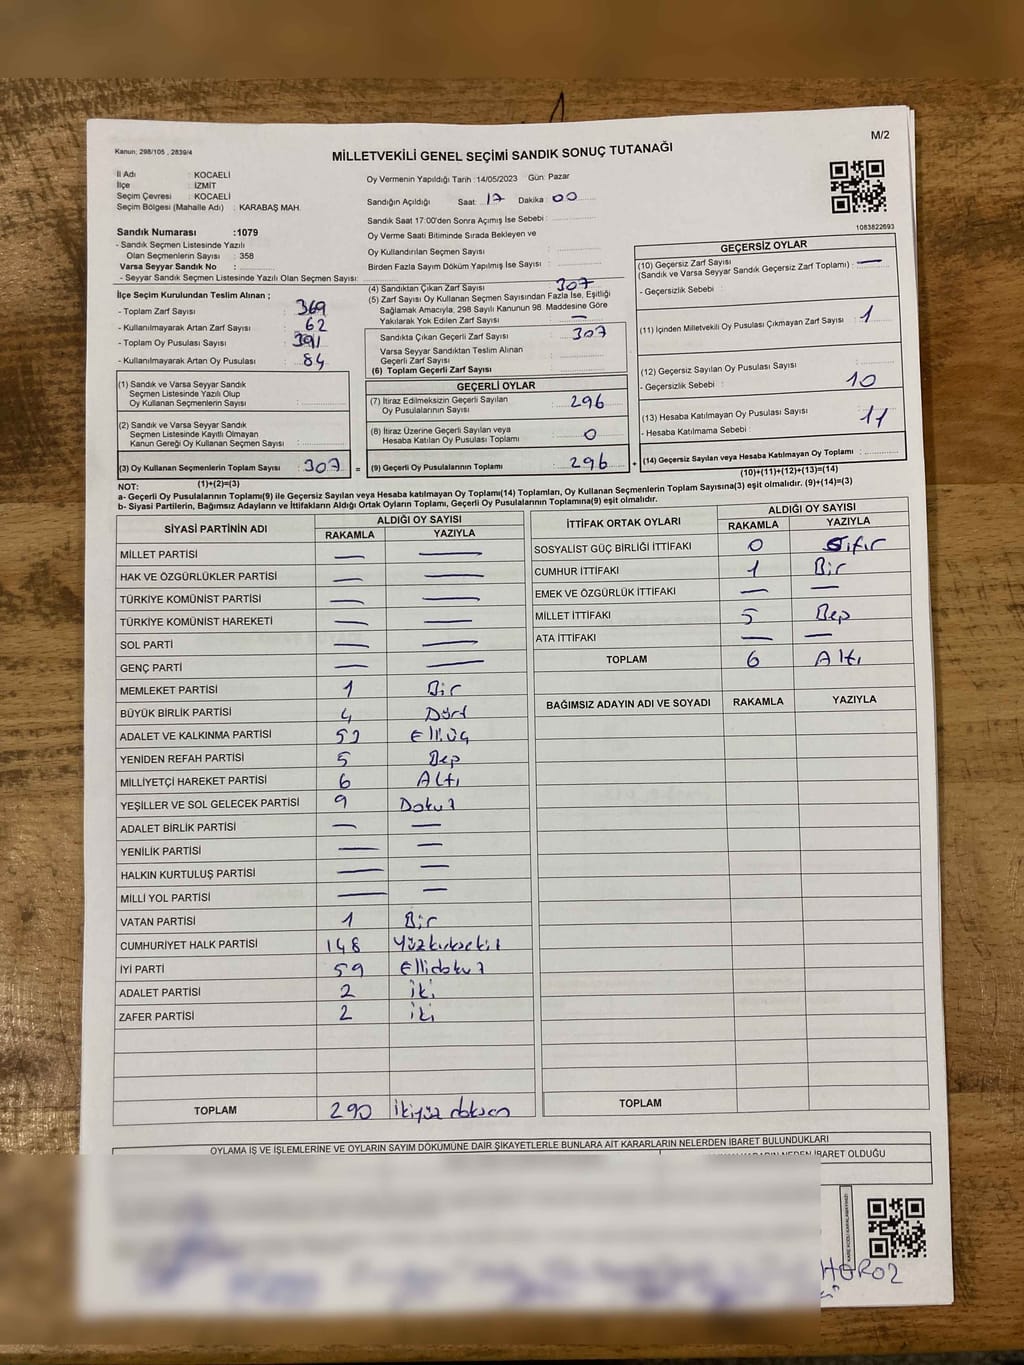 M/2
Kanun; 298/105 , 2839/4
MİLLETVEKİLİ GENEL SEÇİMİ SANDIK SONUÇ TUTANAĞI
İl Adı : KOCAELİ
İlçe : İZMİT
Seçim Çevresi : KOCAELİ
Seçim Bölgesi (Mahalle Adı) : KARABAŞ MAH.
Sandık Numarası :1079
- Sandık Seçmen Listesinde Yazılı
Olan Seçmenlerin Sayısı : 358
Varsa Seyyar Sandık No :
- Seyyar Sandık Seçmen Listesinde Yazılı Olan Seçmen Sayısı:
İlçe Seçim Kurulundan Teslim Alınan ;
- Toplam Zarf Sayısı : 369
- Kullanılmayarak Artan Zarf Sayısı : 62
- Toplam Oy Pusulası Sayısı : 391
- Kullanılmayarak Artan Oy Pusulası : 84
(1) Sandık ve Varsa Seyyar Sandık
Seçmen Listesinde Yazılı Olup
Oy Kullanan Seçmenlerin Sayısı :
(2) Sandık ve Varsa Seyyar Sandık
Seçmen Listesinde Kayıtlı Olmayan
Kanun Gereği Oy Kullanan Seçmen Sayısı :
(3) Oy Kullanan Seçmenlerin Toplam Sayısı : 307 =
(1)+(2)=(3)
Oy Vermenin Yapıldığı Tarih : 14/05/2023 Gün: Pazar
Sandığın Açıldığı Saat: 17 Dakika : 00
Sandık Saat 17:00'den Sonra Açılmış İse Sebebi :
Oy Verme Saati Bitiminde Sırada Bekleyen ve
Oy Kullandırılan Seçmen Sayısı :
Birden Fazla Sayım Döküm Yapılmış İse Sayısı :
(4) Sandıktan Çıkan Zarf Sayısı : 307
(5) Zarf Sayısı Oy Kullanan Seçmen Sayısından Fazla İse, Eşitliği
Sağlamak Amacıyla, 298 Sayılı Kanunun 98. Maddesine Göre
Yakılarak Yok Edilen Zarf Sayısı : —
Sandıkta Çıkan Geçerli Zarf Sayısı : 307
Varsa Seyyar Sandıktan Teslim Alınan
Geçerli Zarf Sayısı :
(6) Toplam Geçerli Zarf Sayısı :
GEÇERLİ OYLAR
(7) İtiraz Edilmeksizin Geçerli Sayılan
Oy Pusulalarının Sayısı : 296
(8) İtiraz Üzerine Geçerli Sayılan veya
Hesaba Katılan Oy Pusulası Toplamı : 0
(9) Geçerli Oy Pusulalarının Toplamı : 296 +
1083822693
GEÇERSİZ OYLAR
(10) Geçersiz Zarf Sayısı
(Sandık ve Varsa Seyyar Sandık Geçersiz Zarf Toplamı) : —
- Geçersizlik Sebebi :
(11) İçinden Milletvekili Oy Pusulası Çıkmayan Zarf Sayısı : 1
(12) Geçersiz Sayılan Oy Pusulası Sayısı
- Geçersizlik Sebebi : 10
(13) Hesaba Katılmayan Oy Pusulası Sayısı : 11
- Hesaba Katılmama Sebebi :
(14) Geçersiz Sayılan veya Hesaba Katılmayan Oy Pusulası Toplamı :
(10)+(11)+(12)+(13)=(14)
NOT:
a- Geçerli Oy Pusulalarının Toplamı(9) ile Geçersiz Sayılan veya Hesaba katılmayan Oy Toplamı(14) Toplamları, Oy Kullanan Seçmenlerin Toplam Sayısına(3) eşit olmalıdır. (9)+(14)=(3)
b- Siyasi Partilerin, Bağımsız Adayların ve İttifakların Aldığı Ortak Oyların Toplamı, Geçerli Oy Pusulalarının Toplamına(9) eşit olmalıdır.
SİYASİ PARTİNİN ADI ALDIĞI OY SAYISI
RAKAMLA YAZIYLA
MİLLET PARTİSİ — —
HAK VE ÖZGÜRLÜKLER PARTİSİ — —
TÜRKİYE KOMÜNİST PARTİSİ — —
TÜRKİYE KOMÜNİST HAREKETİ — —
SOL PARTİ — —
GENÇ PARTİ — —
MEMLEKET PARTİSİ 1 Bir
BÜYÜK BİRLİK PARTİSİ 4 Dört
ADALET VE KALKINMA PARTİSİ 53 Elliüç
YENİDEN REFAH PARTİSİ 5 Beş
MİLLİYETÇİ HAREKET PARTİSİ 6 Altı
YEŞİLLER VE SOL GELECEK PARTİSİ 9 Dokuz
ADALET BİRLİK PARTİSİ — —
YENİLİK PARTİSİ — —
HALKIN KURTULUŞ PARTİSİ — —
MİLLİ YOL PARTİSİ — —
VATAN PARTİSİ 1 Bir
CUMHURİYET HALK PARTİSİ 148 Yüzkırksekiz
İYİ PARTİ 59 Ellidokuz
ADALET PARTİSİ 2 İki
ZAFER PARTİSİ 2 İki
TOPLAM 290 İkiyüz doksan
İTTİFAK ORTAK OYLARI ALDIĞI OY SAYISI
RAKAMLA YAZIYLA
SOSYALİST GÜÇ BİRLİĞİ İTTİFAKI 0 Sıfır
CUMHUR İTTİFAKI 1 Bir
EMEK VE ÖZGÜRLÜK İTTİFAKI — —
MİLLET İTTİFAKI 5 Beş
ATA İTTİFAKI — —
TOPLAM 6 Altı
BAĞIMSIZ ADAYIN ADI VE SOYADI RAKAMLA YAZIYLA
TOPLAM
OYLAMA İŞ VE İŞLEMLERİNE VE OYLARIN SAYIM DÖKÜMÜNE DAİR ŞİKAYETLERLE BUNLARA AİT KARARLARIN NELERDEN İBARET BULUNDUKLARI
NEDEN İBARET OLDUĞU
KARE KODU KARALAMAYINIZ!